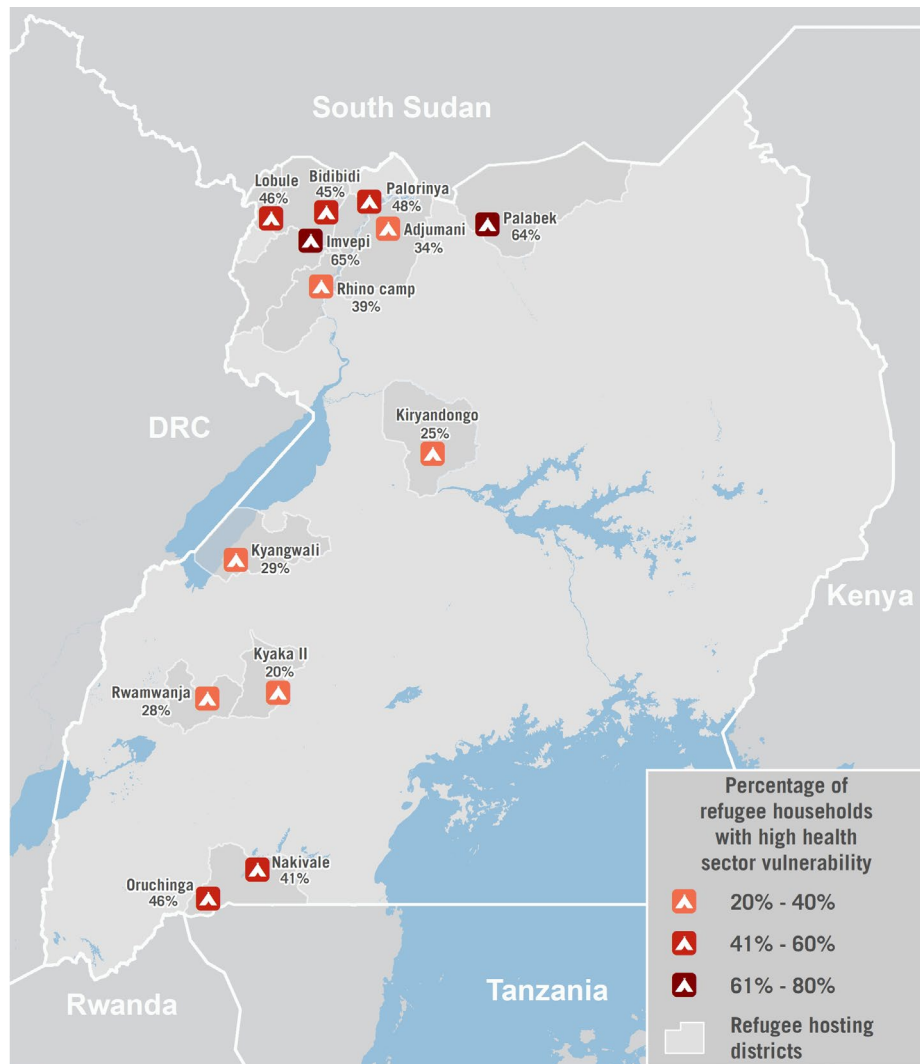 South Sudan
Lobule
46%
Bidibidi
45%
Palorinya
48%
Adjumani
34%
Palabek
64%
Imvepi
65%
Rhino camp
39%
DRC
Kiryandongo
25%
Kyangwali
29%
Kenya
Kyaka II
20%
Rwamwanja
28%
Nakivale
41%
Oruchinga
46%
Rwanda
Tanzania
Percentage of
refugee households
with high health
sector vulnerability
20% - 40%
41% - 60%
61% - 80%
Refugee hosting
districts